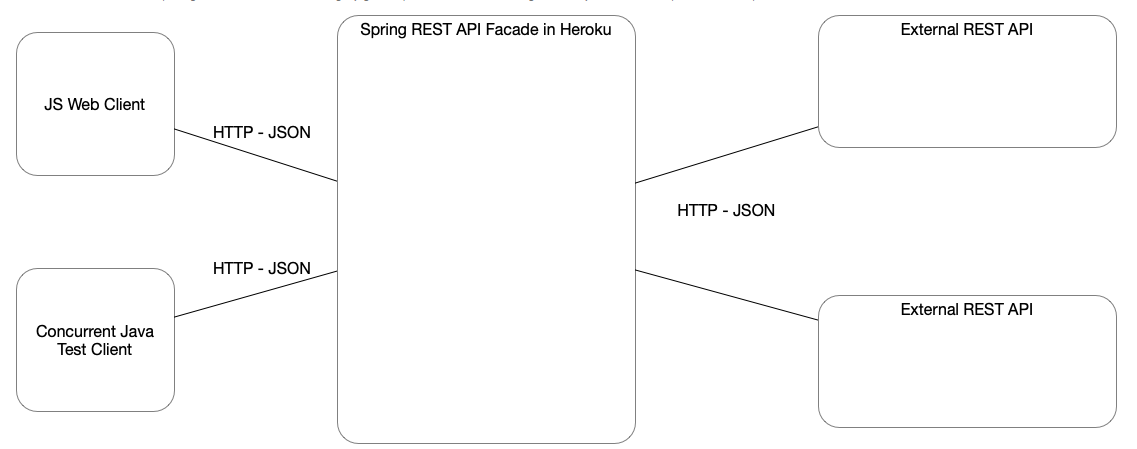 Spring REST API Facade in Heroku
External REST API
JS Web Client
HTTP - JSON
HTTP - JSON
HTTP - JSON
Concurrent Java
Test Client
External REST API